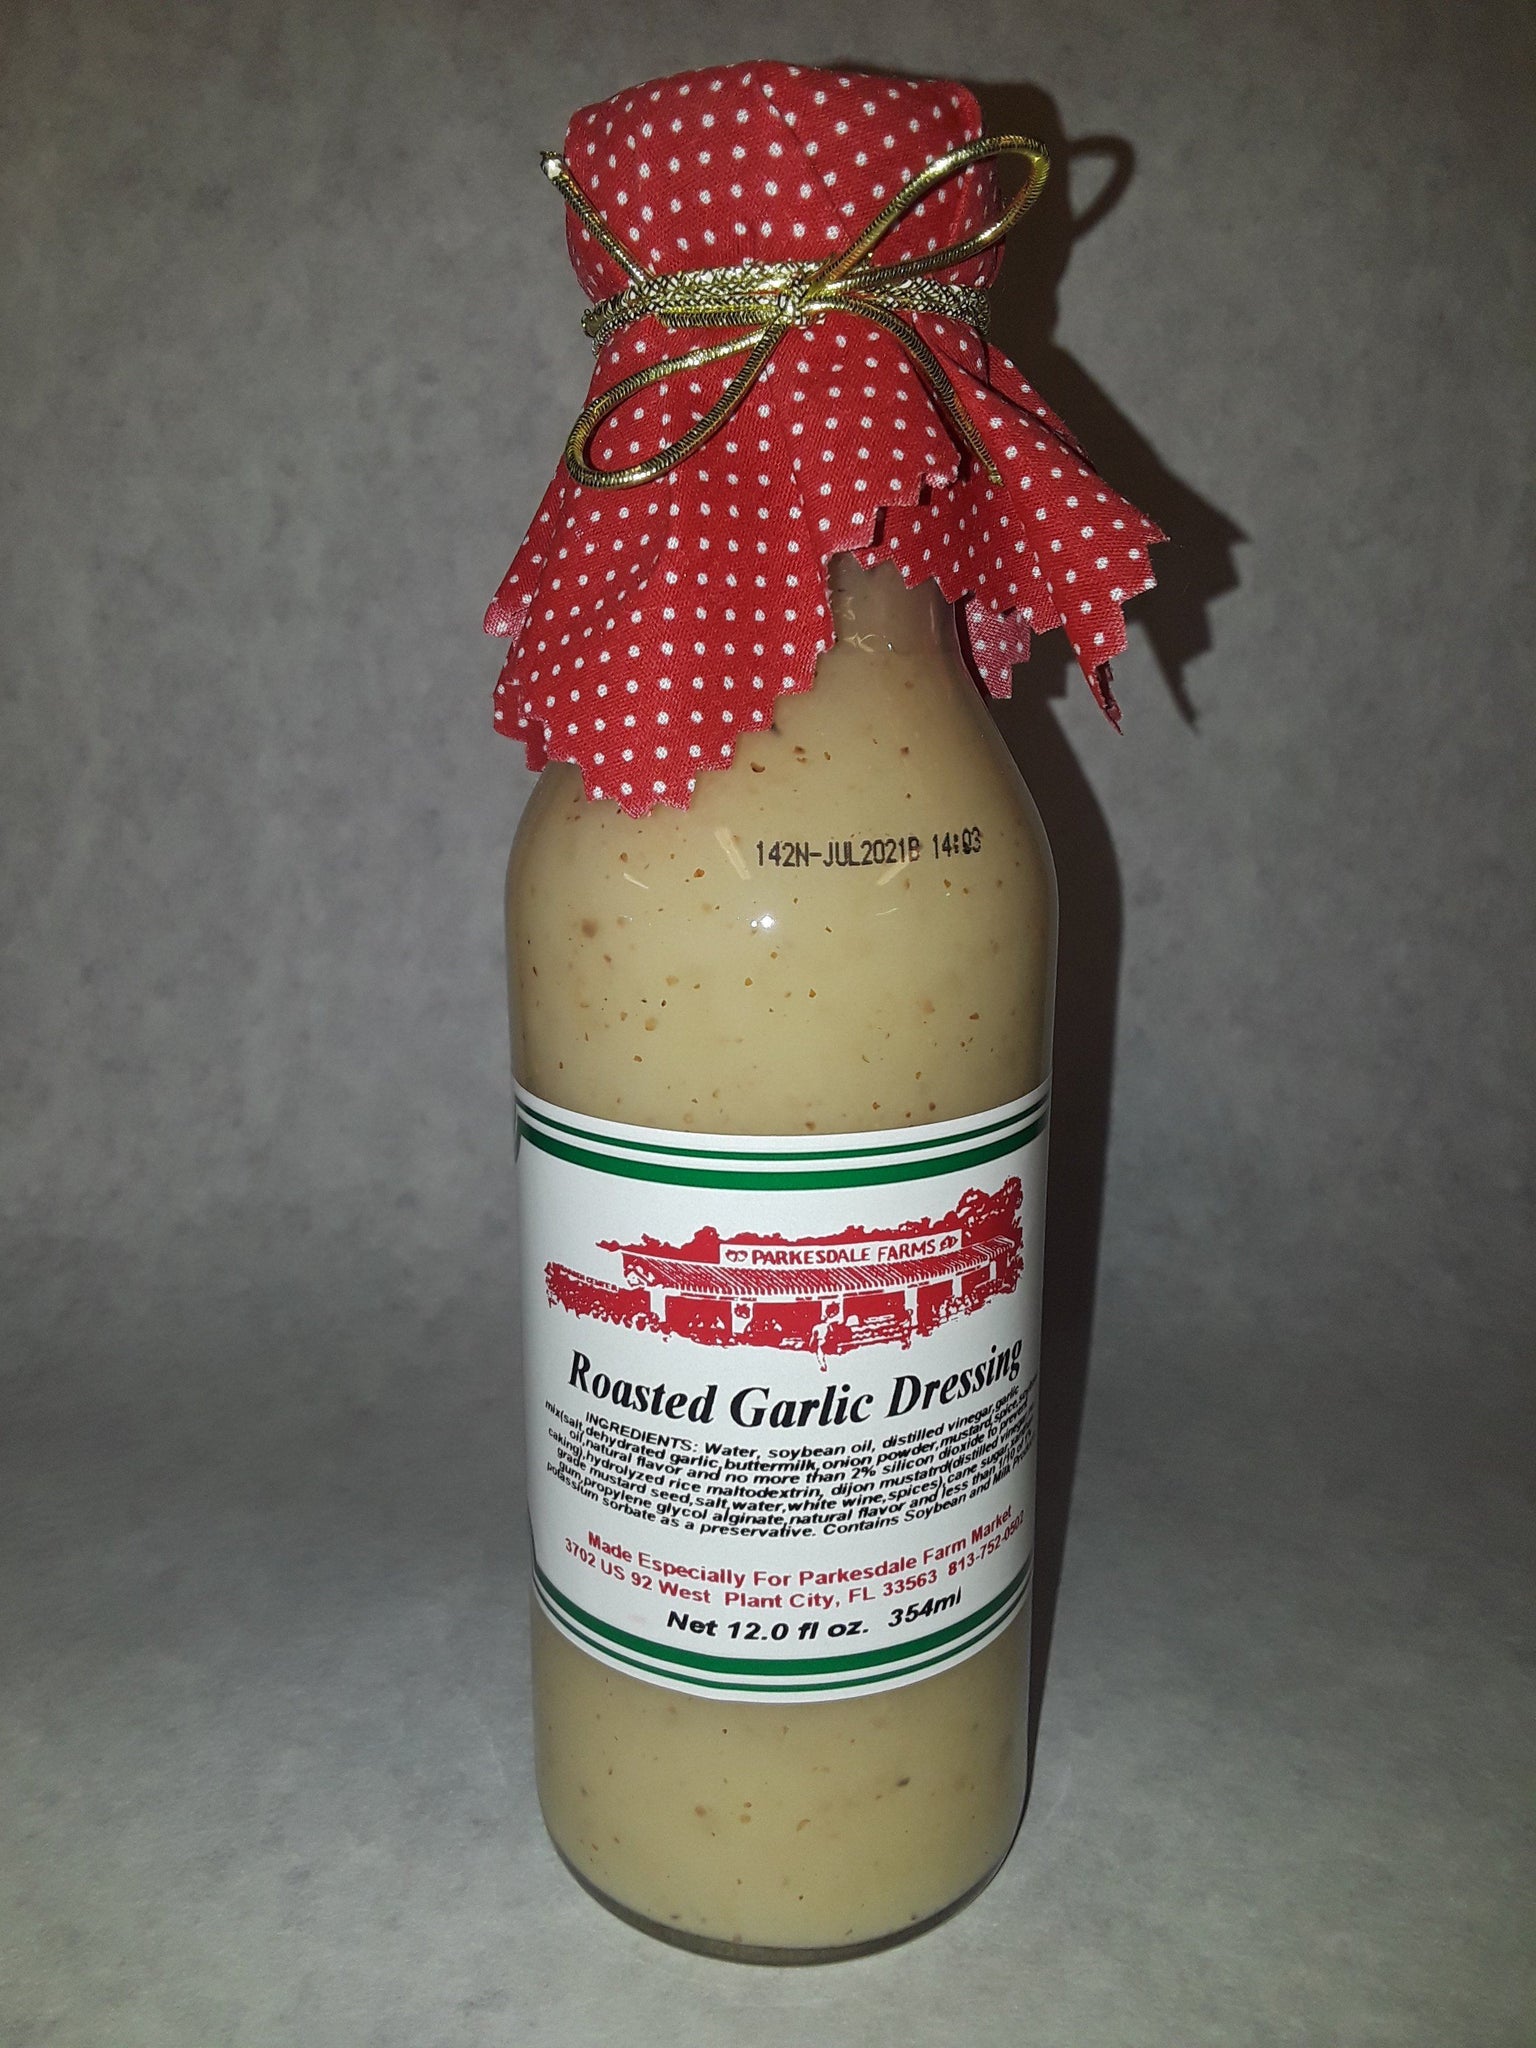 142N-JUL2021B 14:03
PARKESDALE FARMS
Roasted Garlic Dressing
INGREDIENTS: Water, soybean oil, distilled vinegar,garlic
mix(salt,dehydrated garlic,buttermilk,onion powder,mustard,spice,soybean
oil,natural flavor and no more than 2% silicon dioxide to prevent
caking),hydrolyzed rice maltodextrin, dijon mustatrd(distilled vinegar,
grade mustard seed,salt,water,white wine,spices),cane sugar,xanthan
gum,propylene glycol alginate,natural flavor and less than 1/10 of 1%
potassium sorbate as a preservative. Contains Soybean and Milk
Made Especially For Parkesdale Farm Market
3702 US 92 West Plant City, FL 33563 813-752-0502
Net 12.0 fl oz. 354ml